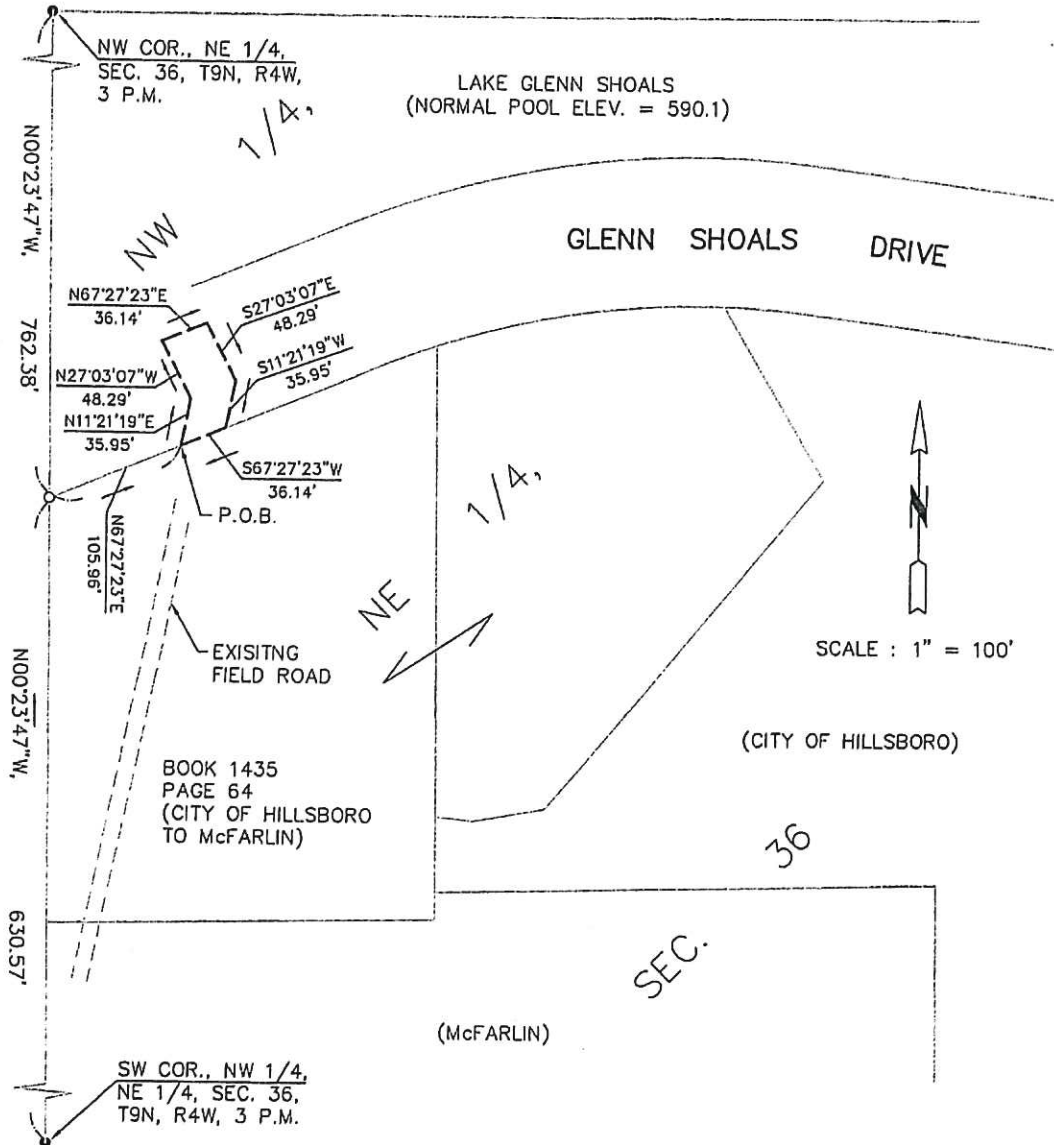 NW COR., NE 1/4,
SEC. 36, T9N, R4W,
3 P.M.
LAKE GLENN SHOALS
(NORMAL POOL ELEV. = 590.1)
1/4,
NW
N00°23'47"W,
762.38'
GLENN SHOALS DRIVE
N67°27'23"E
36.14'
S27°03'07"E
48.29'
S11°21'19"W
35.95'
N27°03'07"W
48.29'
N11°21'19"E
35.95'
S67°27'23"W
36.14'
P.O.B.
N67°27'23"E
105.96'
1/4,
NE
N
SCALE : 1" = 100'
EXISITNG
FIELD ROAD
N00°23'47"W,
630.57'
(CITY OF HILLSBORO)
BOOK 1435
PAGE 64
(CITY OF HILLSBORO
TO McFARLIN)
36
SEC.
(McFARLIN)
SW COR., NW 1/4,
NE 1/4, SEC. 36,
T9N, R4W, 3 P.M.